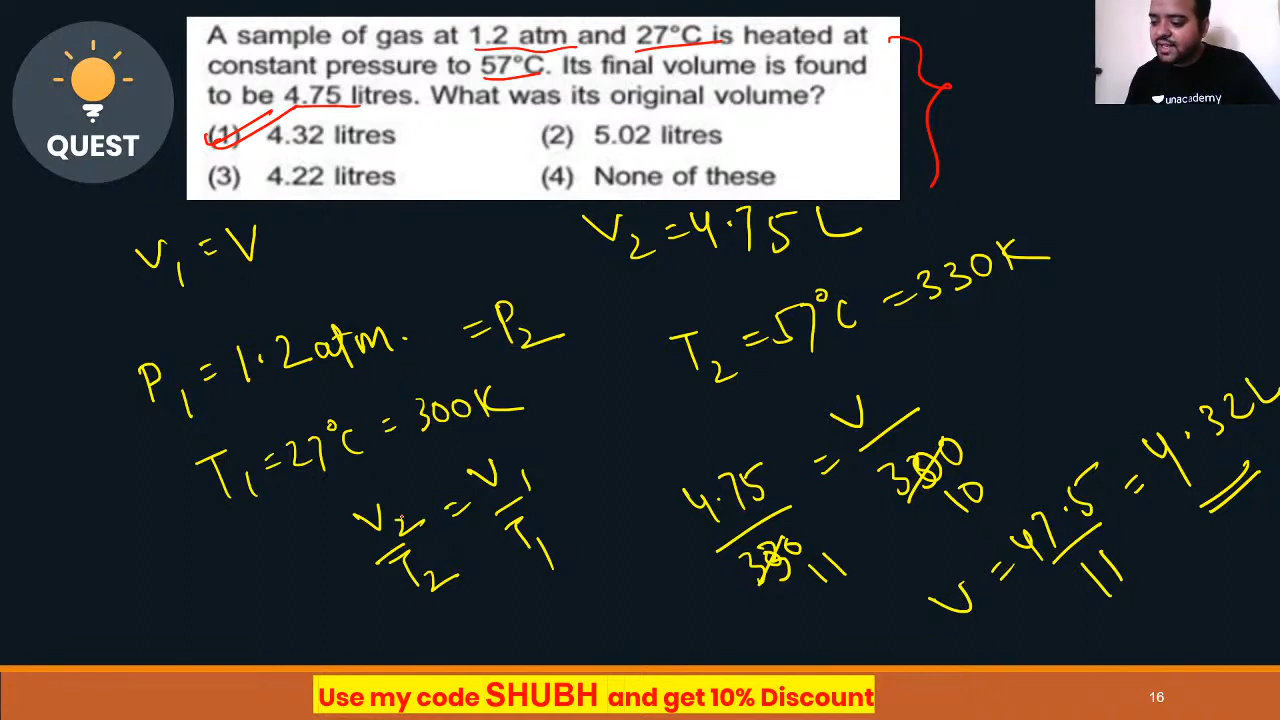 A sample of gas at 1.2 atm and 27°C is heated at
constant pressure to 57°C. Its final volume is found
to be 4.75 litres. What was its original volume?
(1) 4.32 litres (2) 5.02 litres
(3) 4.22 litres (4) None of these
QUEST
unacademy
V₁ = V
V₂ = 4.75 L
P₁ = 1.2 atm. = P₂
T₂ = 57°C = 330K
T₁ = 27°C = 300K
V₂/T₂ = V₁/T₁
4.75/330 11 = V/300 10
V = 47.5/11 = 4.32L
Use my code SHUBH and get 10% Discount
16